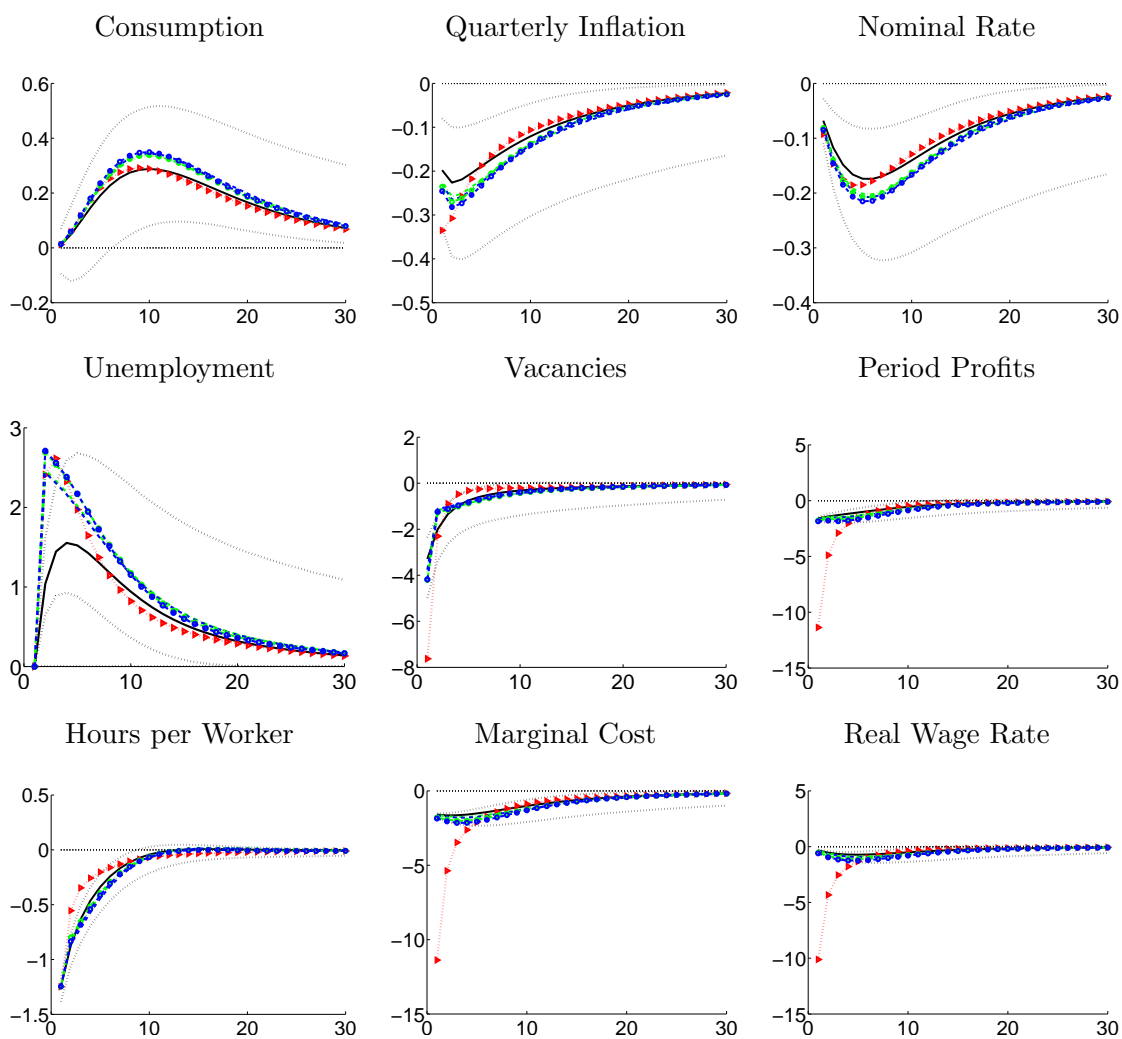 Consumption Quarterly Inflation Nominal Rate
0.6 0 0
0.4 −0.1 −0.1
0.2 −0.2 −0.2
0 −0.3 −0.3
−0.2 −0.4 −0.4
−0.5
0 10 20 30 0 10 20 30 0 10 20 30
Unemployment Vacancies Period Profits
3 2 5
2 0 0
1 −2 −5
0 −4 −10
−6 −15
−8
0 10 20 30 0 10 20 30 0 10 20 30
Hours per Worker Marginal Cost Real Wage Rate
0.5 0 5
0 −5 0
−0.5 −10 −5
−1 −15 −10
−1.5 −15
0 10 20 30 0 10 20 30 0 10 20 30